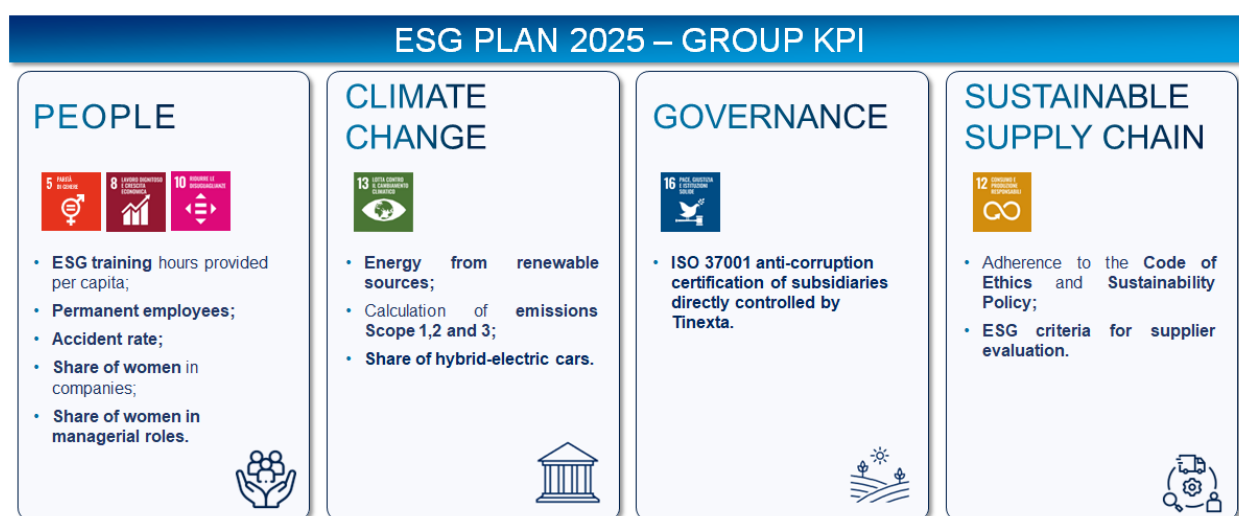 ESG PLAN 2025 – GROUP KPI
PEOPLE
5 PARITÀ
DI GENERE
8 LAVORO DIGNITOSO
E CRESCITA
ECONOMICA
10 RIDURRE LE
DISUGUAGLIANZE
• ESG training hours provided
per capita;
• Permanent employees;
• Accident rate;
• Share of women in
companies;
• Share of women in
managerial roles.
CLIMATE
CHANGE
13 LOTTA CONTRO
IL CAMBIAMENTO
CLIMATICO
• Energy from renewable
sources;
• Calculation of emissions
Scope 1,2 and 3;
• Share of hybrid-electric cars.
GOVERNANCE
16 PACE, GIUSTIZIA
E ISTITUZIONI
SOLIDE
• ISO 37001 anti-corruption
certification of subsidiaries
directly controlled by
Tinexta.
SUSTAINABLE
SUPPLY CHAIN
12 CONSUMO E
PRODUZIONE
RESPONSABILI
• Adherence to the Code of
Ethics and Sustainability
Policy;
• ESG criteria for supplier
evaluation.